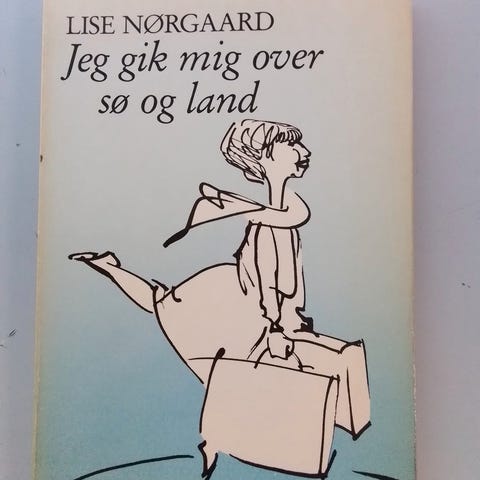 LISE NØRGAARD
Jeg gik mig over
sø og land